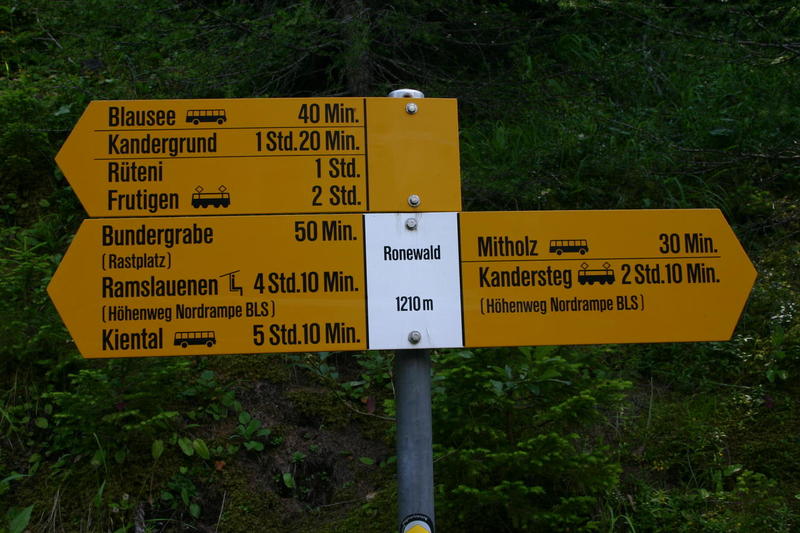 Blausee 40 Min.
Kandergrund 1 Std. 20 Min.
Rüteni 1 Std.
Frutigen 2 Std.
Bundergrabe 50 Min.
(Rastplatz)
Ramslauenen 4 Std. 10 Min.
(Höhenweg Nordrampe BLS)
Kiental 5 Std. 10 Min.
Ronewald
1210 m
Mitholz 30 Min.
Kandersteg 2 Std. 10 Min.
(Höhenweg Nordrampe BLS)